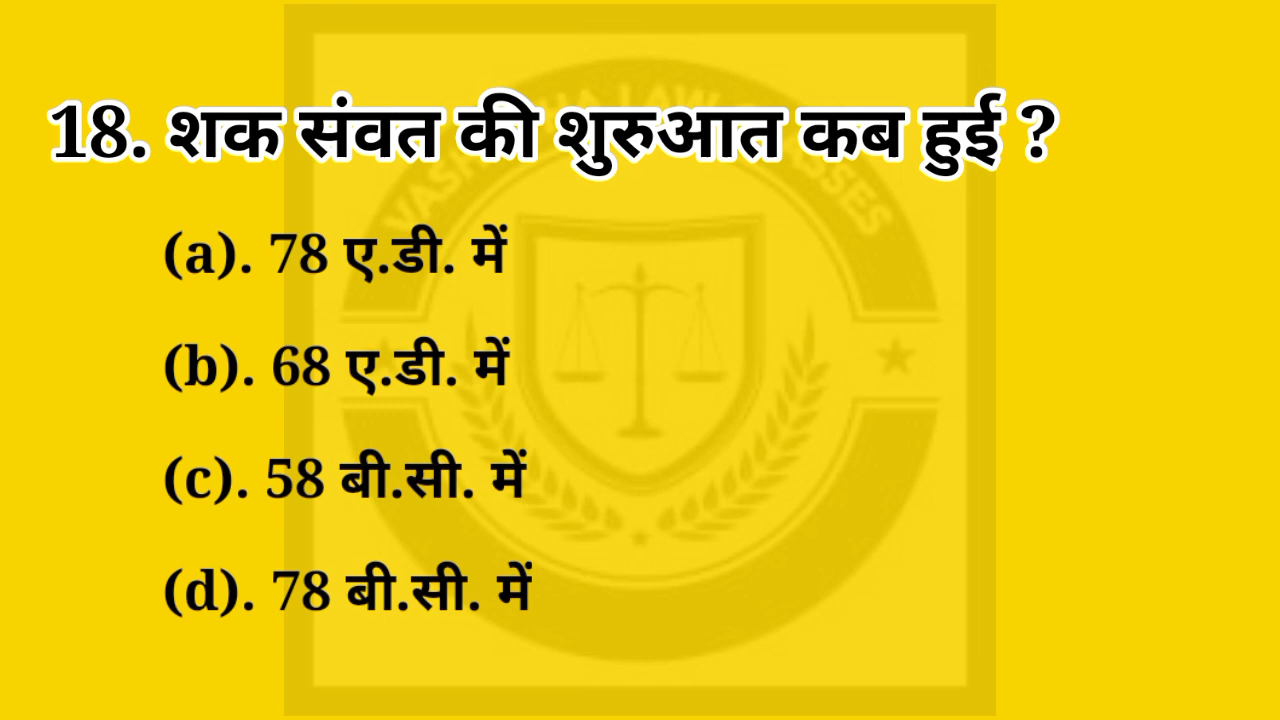 18. शक संवत की शुरुआत कब हुई ?
(a). 78 ए.डी. में
(b). 68 ए.डी. में
(c). 58 बी.सी. में
(d). 78 बी.सी. में